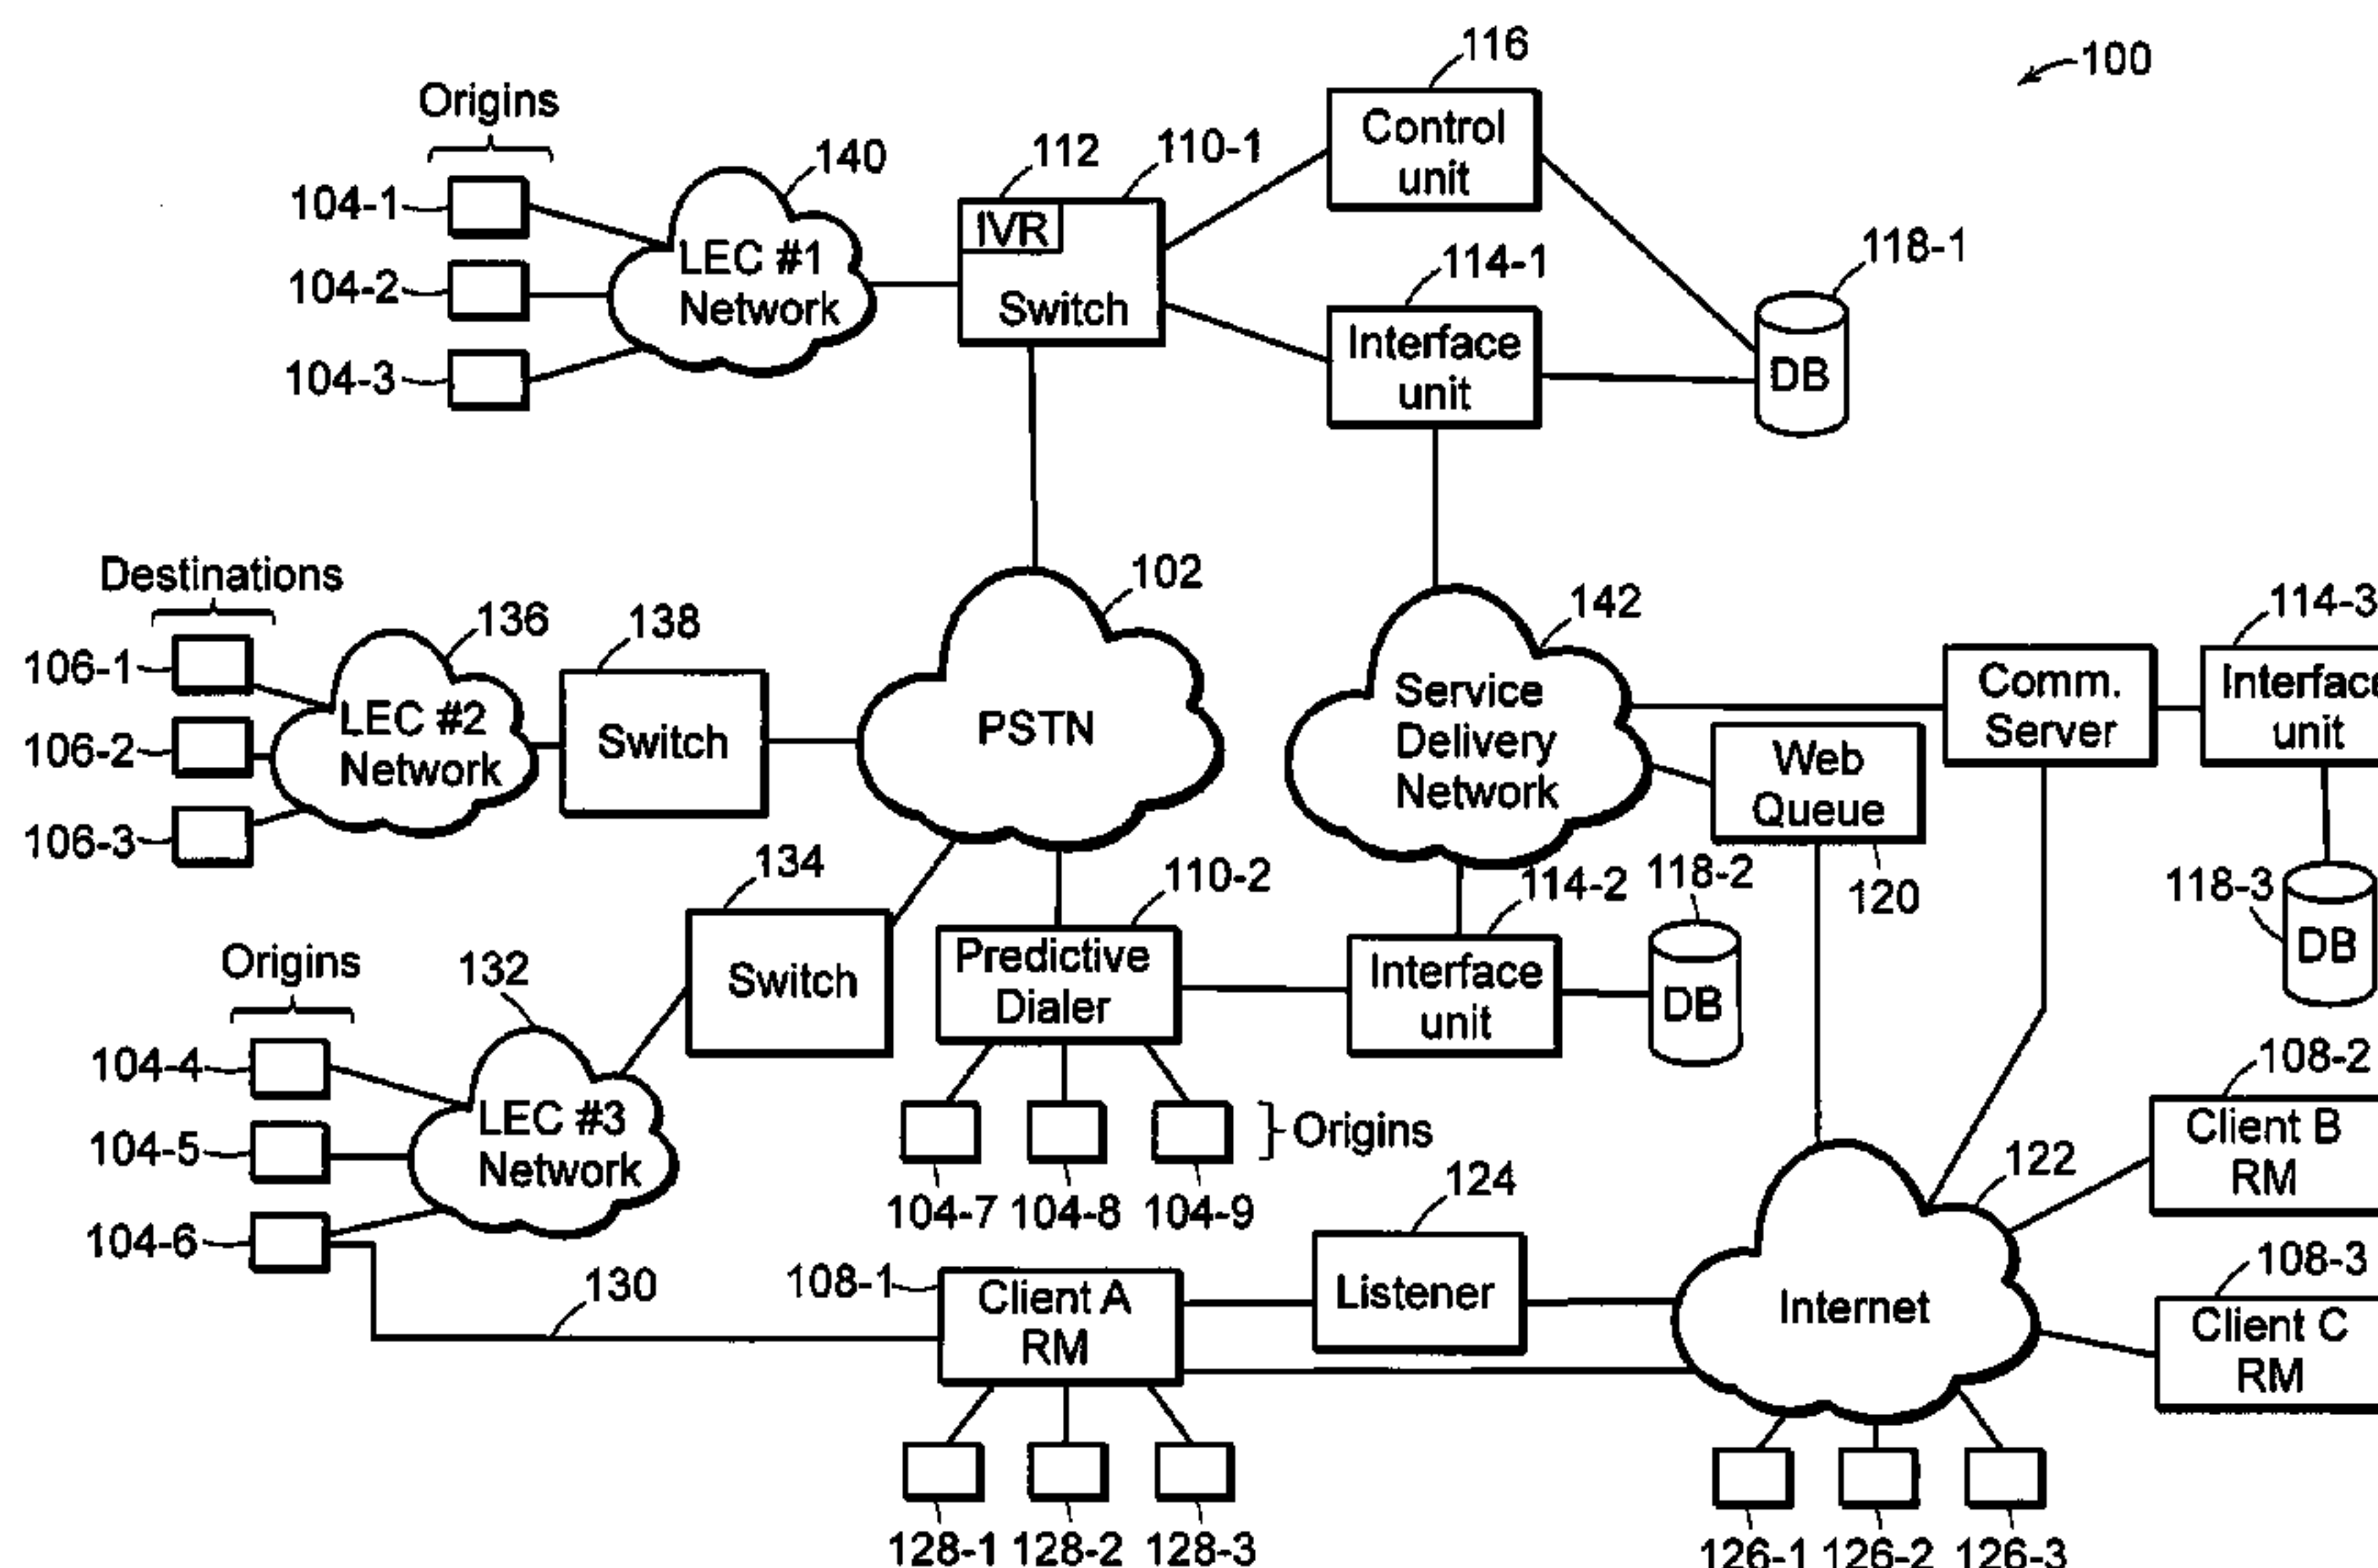 100
116
Control
unit
Origins
140
112
110-1
104-1
IVR
LEC #1
Network
Switch
104-2
104-3
114-1
Interface
unit
118-1
DB
Destinations
136
138
102
142
114-3
106-1
106-2
106-3
LEC #2
Network
Switch
PSTN
Service
Delivery
Network
Comm.
Server
Interface
unit
Web
Queue
120
134
Switch
110-2
Predictive
Dialer
114-2
Interface
unit
118-2
DB
118-3
DB
Origins
132
104-4
104-5
104-6
LEC #3
Network
Origins
104-7 104-8 104-9
108-2
Client B
RM
122
124
Listener
Internet
108-3
Client C
RM
130
108-1
Client A
RM
128-1 128-2 128-3
126-1 126-2 126-3